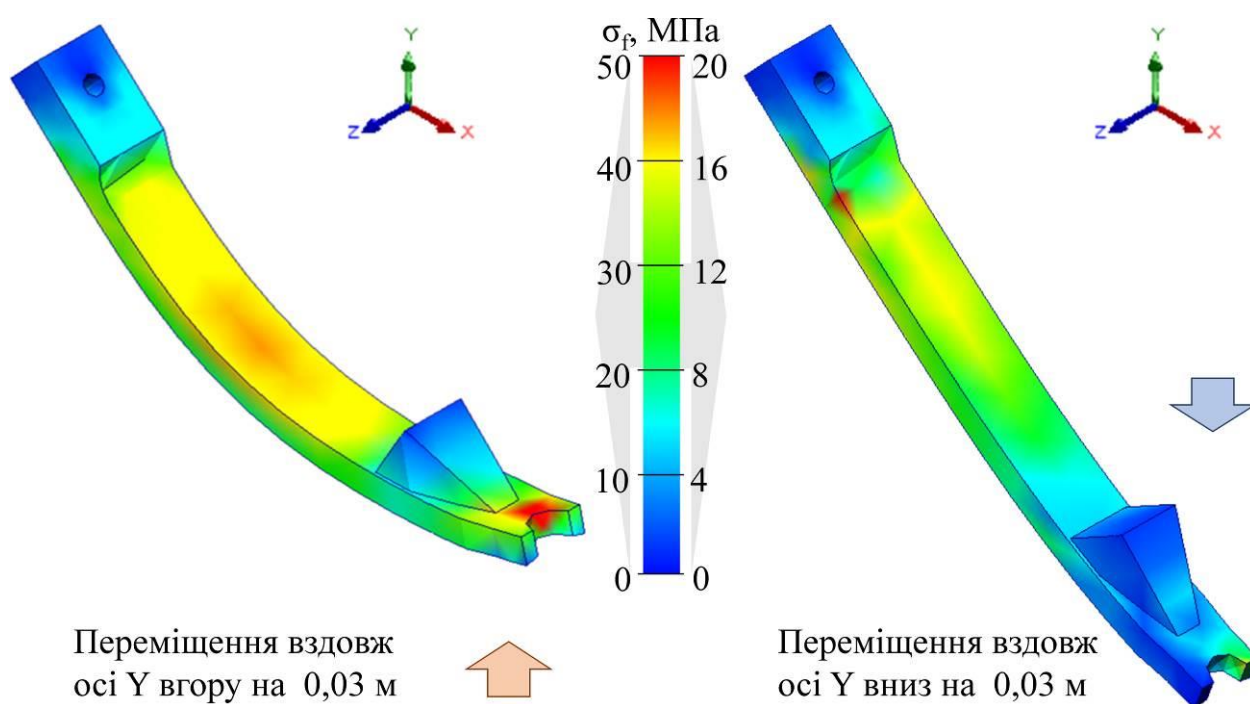 σf, МПа
Y
Z
X
50
20
40
16
30
12
20
8
10
4
0
0
Y
Z
X
Переміщення вздовж
осі Y вгору на 0,03 м
Переміщення вздовж
осі Y вниз на 0,03 м